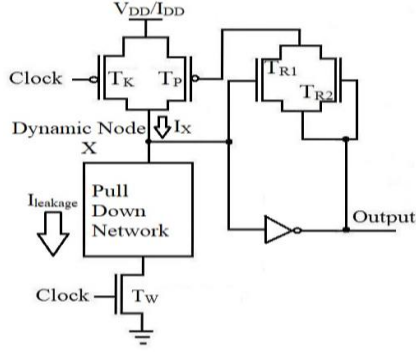 VDD/IDD
Clock
TK
TP
TR1
TR2
Dynamic Node
X
IX
Ileakage
Pull
Down
Network
Output
Clock
TW